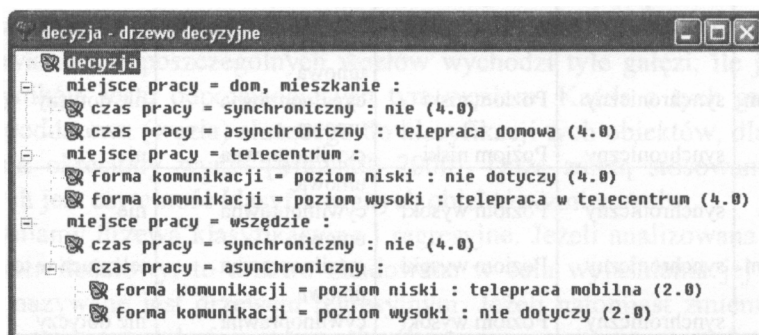 decyzja - drzewo decyzyjne
decyzja
miejsce pracy = dom, mieszkanie :
czas pracy = synchroniczny : nie (4.0)
czas pracy = asynchroniczny : telepraca domowa (4.0)
miejsce pracy = telecentrum :
forma komunikacji = poziom niski : nie dotyczy (4.0)
forma komunikacji = poziom wysoki : telepraca w telecentrum (4.0)
miejsce pracy = wszędzie :
czas pracy = synchroniczny : nie (4.0)
czas pracy = asynchroniczny :
forma komunikacji = poziom niski : telepraca mobilna (2.0)
forma komunikacji = poziom wysoki : nie dotyczy (2.0)